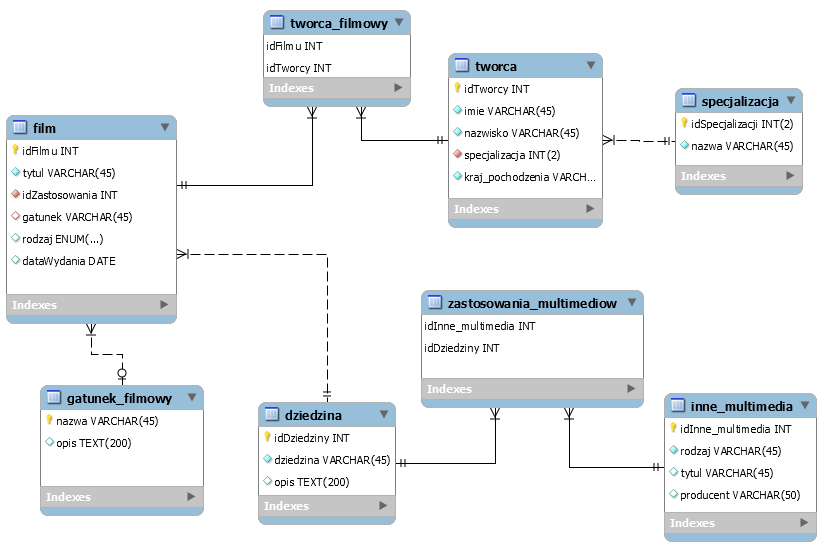 tworca_filmowy
idFilmu INT
idTworcy INT
Indexes
tworca
idTworcy INT
imie VARCHAR(45)
nazwisko VARCHAR(45)
specjalizacja INT(2)
kraj_pochodzenia VARCH...
Indexes
specjalizacja
idSpecjalizacji INT(2)
nazwa VARCHAR(45)
Indexes
film
idFilmu INT
tytul VARCHAR(45)
idZastosowania INT
gatunek VARCHAR(45)
rodzaj ENUM(...)
dataWydania DATE
Indexes
zastosowania_multimediow
idInne_multimedia INT
idDziedziny INT
Indexes
gatunek_filmowy
nazwa VARCHAR(45)
opis TEXT(200)
Indexes
dziedzina
idDziedziny INT
dziedzina VARCHAR(45)
opis TEXT(200)
Indexes
inne_multimedia
idInne_multimedia INT
rodzaj VARCHAR(45)
tytul VARCHAR(45)
producent VARCHAR(50)
Indexes